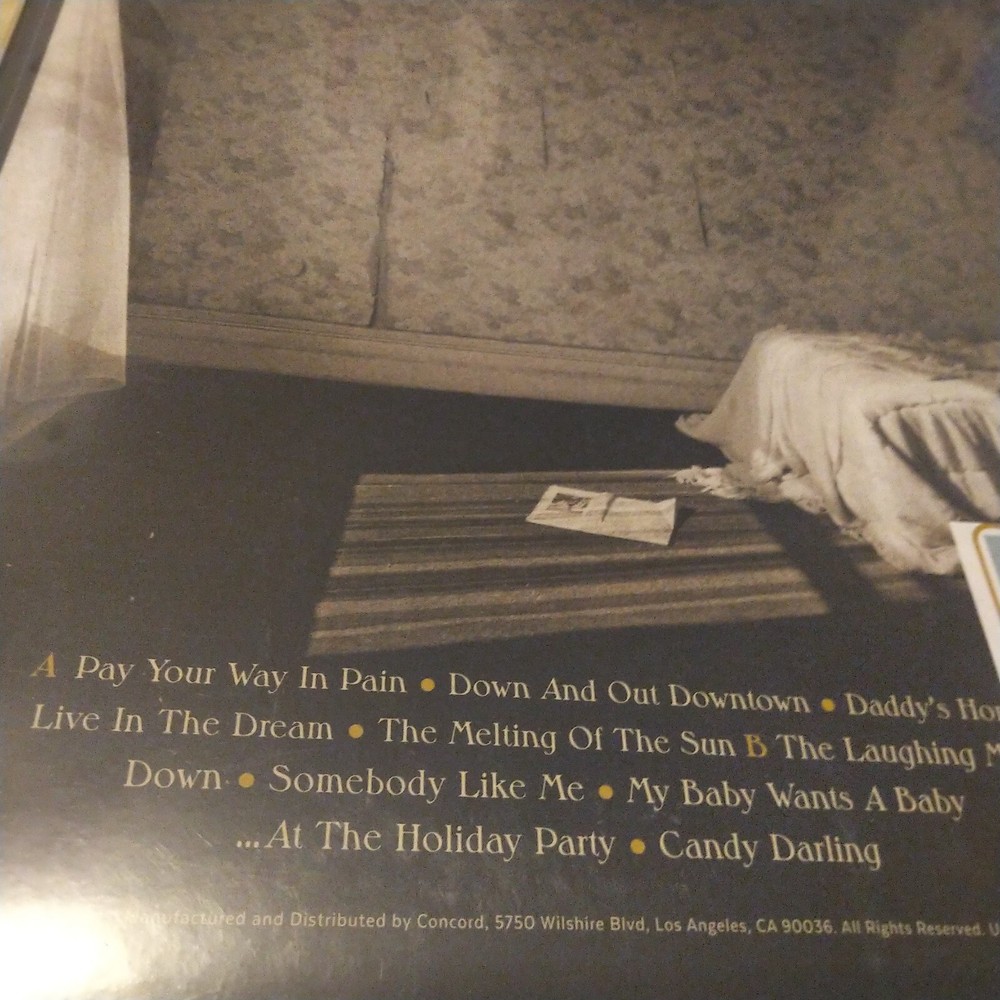 A Pay Your Way In Pain • Down And Out Downtown • Daddy's
Live In The Dream • The Melting Of The Sun B The Laughing
Down • Somebody Like Me • My Baby Wants A Baby
...At The Holiday Party • Candy Darling
and Distributed by Concord, 5750 Wilshire Blvd, Los Angeles, CA 90036. All Rights Reserved.